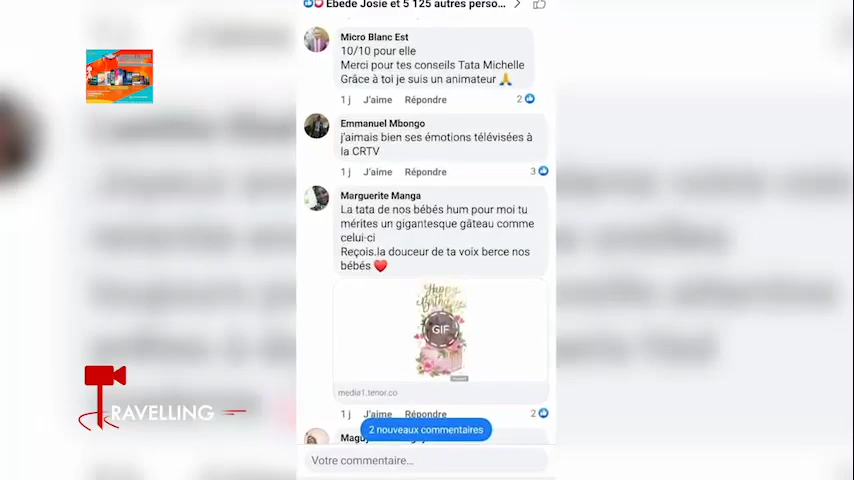 Ebede Josie et 5 125 autres perso...
Micro Blanc Est
10/10 pour elle
Merci pour tes conseils Tata Michelle
Grâce à toi je suis un animateur 🙏
1 j J'aime Répondre 2
Emmanuel Mbongo
j'aimais bien ses émotions télévisées à
la CRTV
1 j J'aime Répondre 3
Marguerite Manga
La tata de nos bébés hum pour moi tu
mérites un gigantesque gâteau comme
celui-ci
Reçois.la douceur de ta voix berce nos
bébés ❤️
Happy
Birthday
GIF
media1.tenor.co
1 j J'aime Répondre 2
2 nouveaux commentaires
Votre commentaire...
TRAVELLING